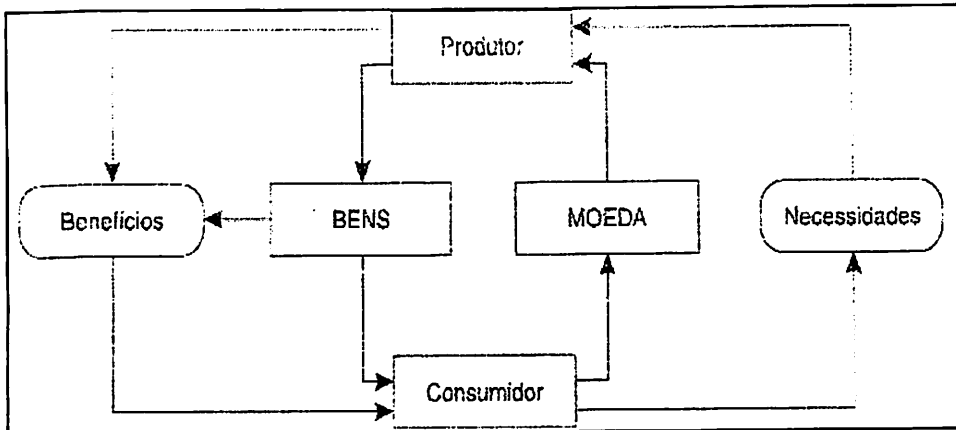 Produtor
Benefícios
BENS
MOEDA
Necessidades
Consumidor